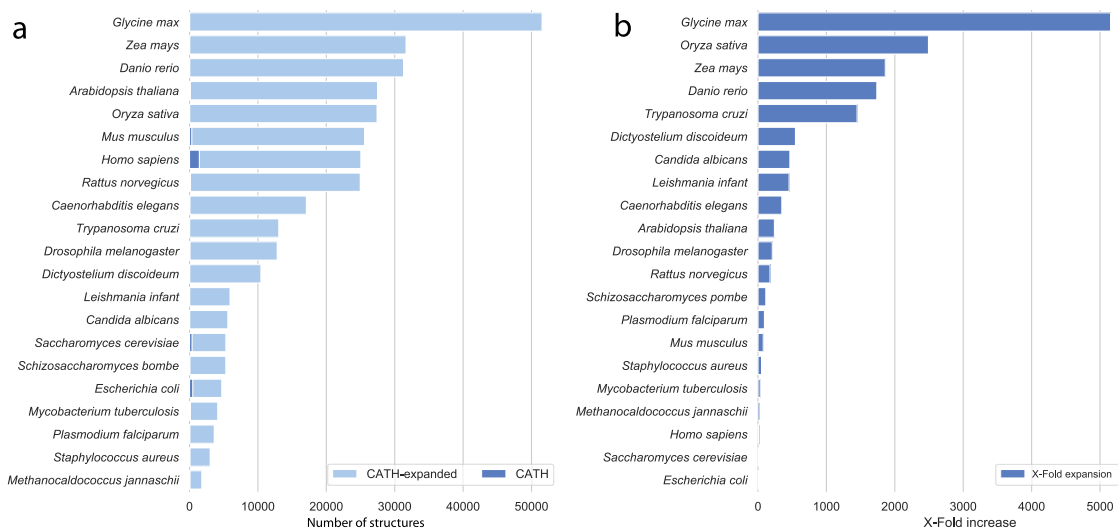 a
Glycine max
Zea mays
Danio rerio
Arabidopsis thaliana
Oryza sativa
Mus musculus
Homo sapiens
Rattus norvegicus
Caenorhabditis elegans
Trypanosoma cruzi
Drosophila melanogaster
Dictyostelium discoideum
Leishmania infant
Candida albicans
Saccharomyces cerevisiae
Schizosaccharomyces bombe
Escherichia coli
Mycobacterium tuberculosis
Plasmodium falciparum
Staphylococcus aureus
Methanocaldococcus jannaschii
CATH-expanded CATH
0 10000 20000 30000 40000 50000
Number of structures
b
Glycine max
Oryza sativa
Zea mays
Danio rerio
Trypanosoma cruzi
Dictyostelium discoideum
Candida albicans
Leishmania infant
Caenorhabditis elegans
Arabidopsis thaliana
Drosophila melanogaster
Rattus norvegicus
Schizosaccharomyces pombe
Plasmodium falciparum
Mus musculus
Staphylococcus aureus
Mycobacterium tuberculosis
Methanocaldococcus jannaschii
Homo sapiens
Saccharomyces cerevisiae
Escherichia coli
X-Fold expansion
0 1000 2000 3000 4000 5000
X-Fold increase